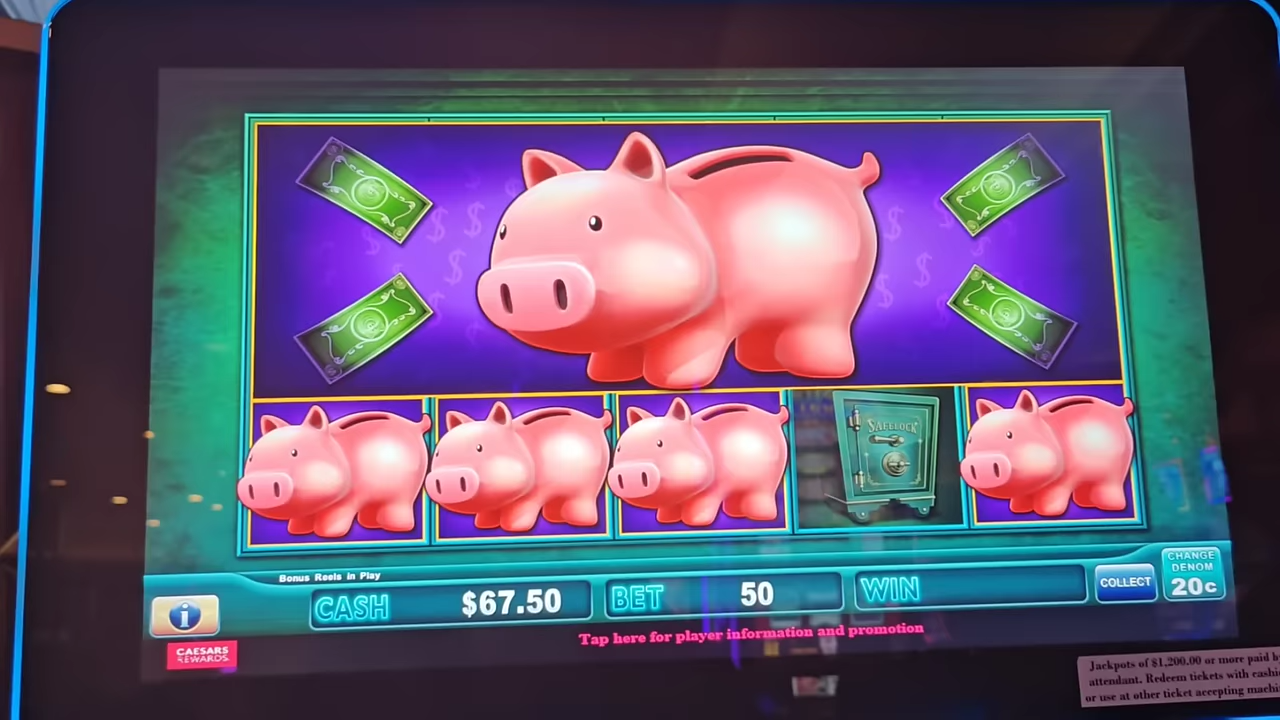 SAFELOCK
Bonus Reels in Play
CASH $67.50 BET 50 WIN
COLLECT
CHANGE
DENOM
20¢
CAESARS
REWARDS
Tap here for player information and promotion
Jackpots of $1,200.00 or more paid b
attendant. Redeem tickets with cashi
or use at other ticket accepting machi